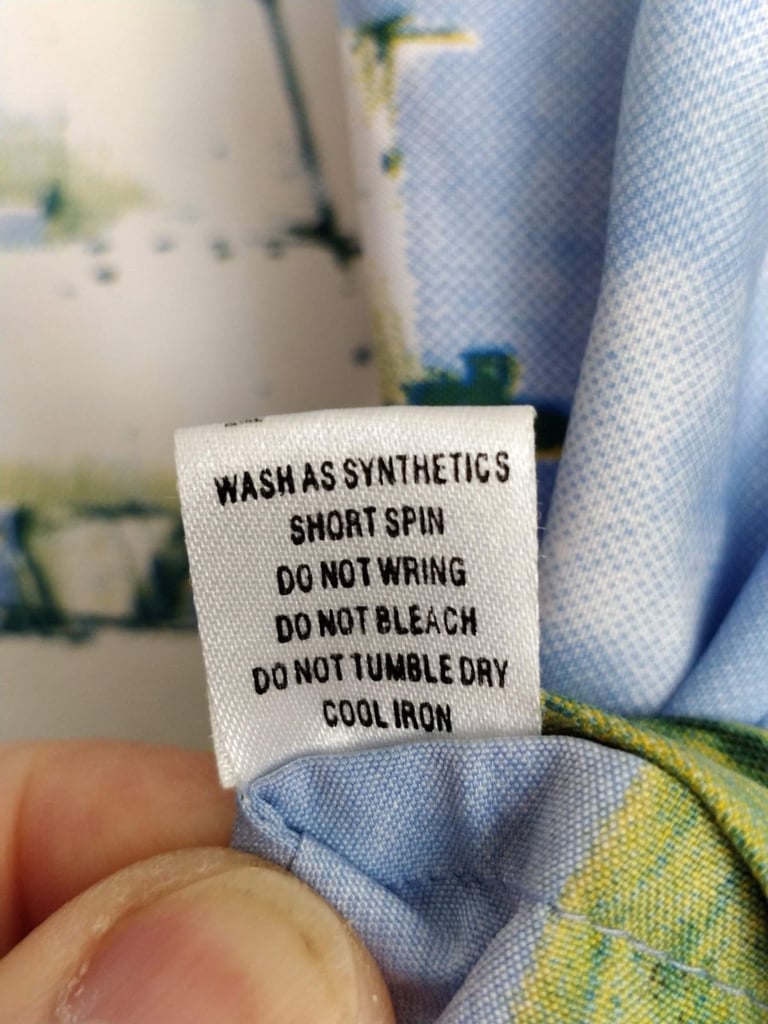 WASH AS SYNTHETICS
SHORT SPIN
DO NOT WRING
DO NOT BLEACH
DO NOT TUMBLE DRY
COOL IRON